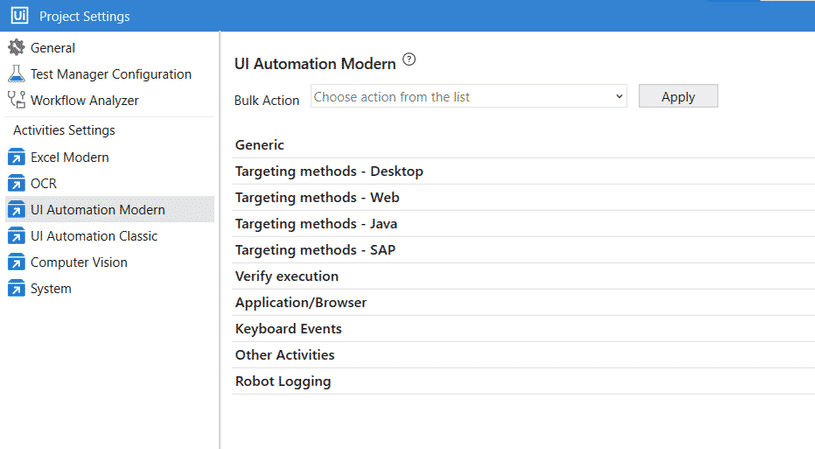 Ui Project Settings
General
Test Manager Configuration
Workflow Analyzer
Activities Settings
Excel Modern
OCR
UI Automation Modern
UI Automation Classic
Computer Vision
System
UI Automation Modern ?
Bulk Action Choose action from the list Apply
Generic
Targeting methods - Desktop
Targeting methods - Web
Targeting methods - Java
Targeting methods - SAP
Verify execution
Application/Browser
Keyboard Events
Other Activities
Robot Logging